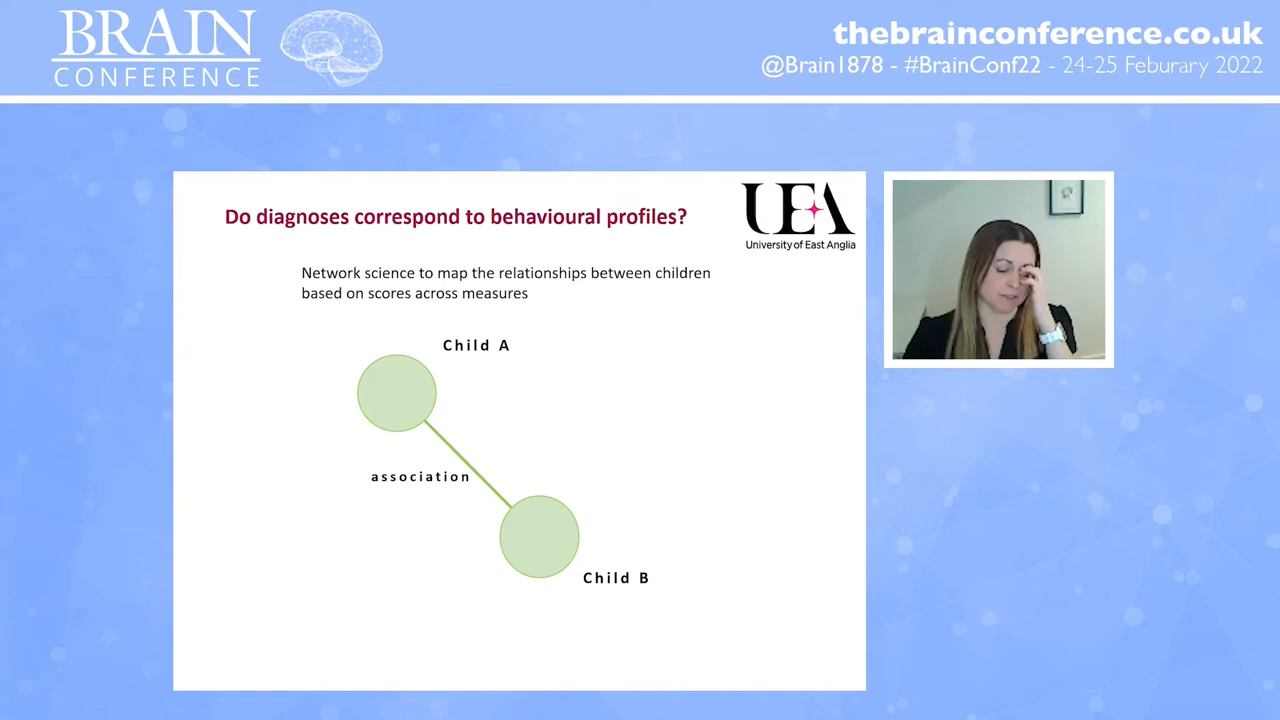 BRAIN
CONFERENCE
thebrainconference.co.uk
@Brain1878 - #BrainConf22 - 24-25 Feburary 2022
Do diagnoses correspond to behavioural profiles?
UEA
University of East Anglia
Network science to map the relationships between children
based on scores across measures
Child A
association
Child B